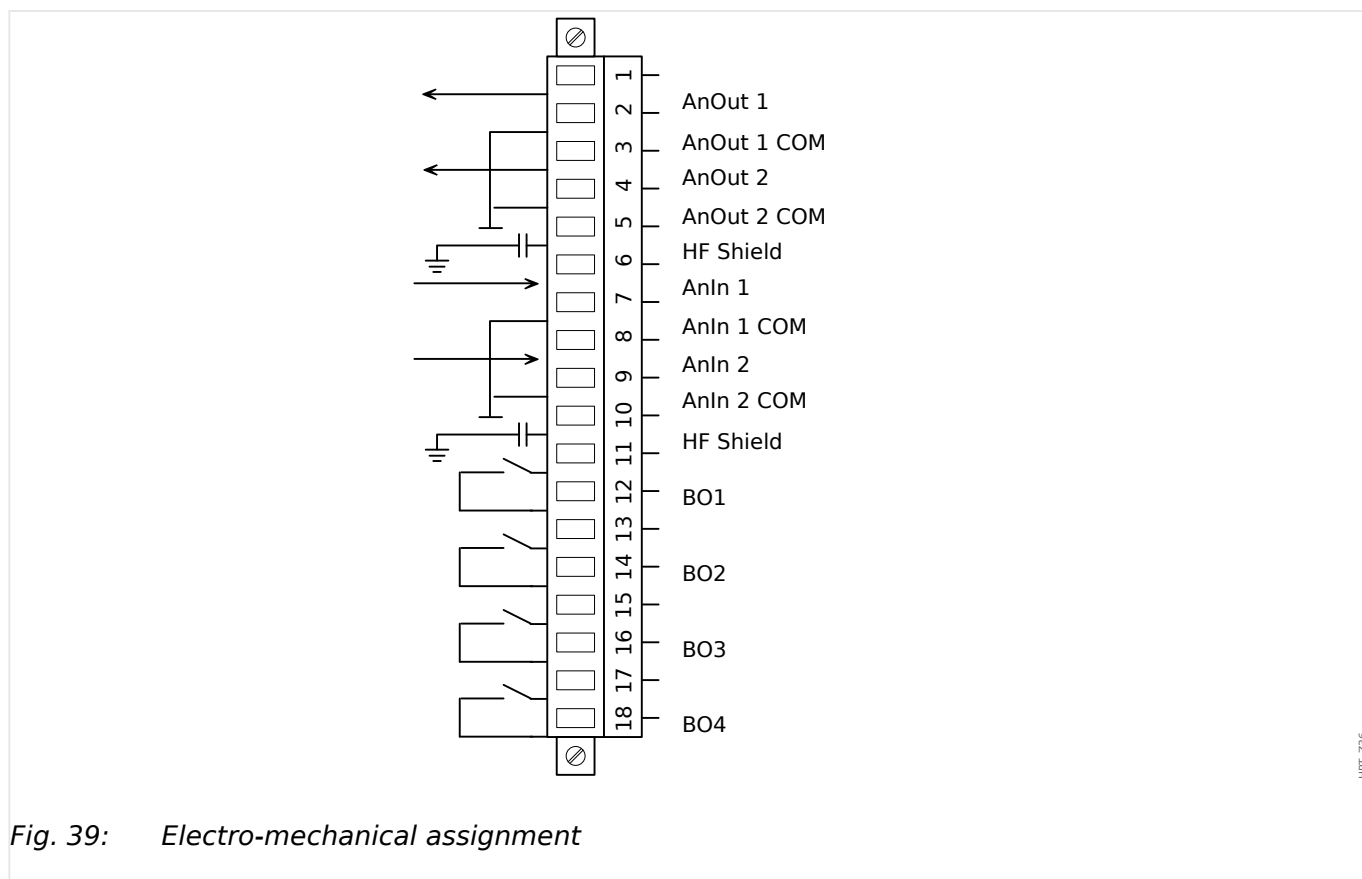 1
2
AnOut 1
3
AnOut 1 COM
4
AnOut 2
5
AnOut 2 COM
6
HF Shield
7
AnIn 1
8
AnIn 1 COM
9
AnIn 2
10
AnIn 2 COM
11
HF Shield
12
BO1
13
14
BO2
15
16
BO3
17
18
BO4
Fig. 39: Electro-mechanical assignment